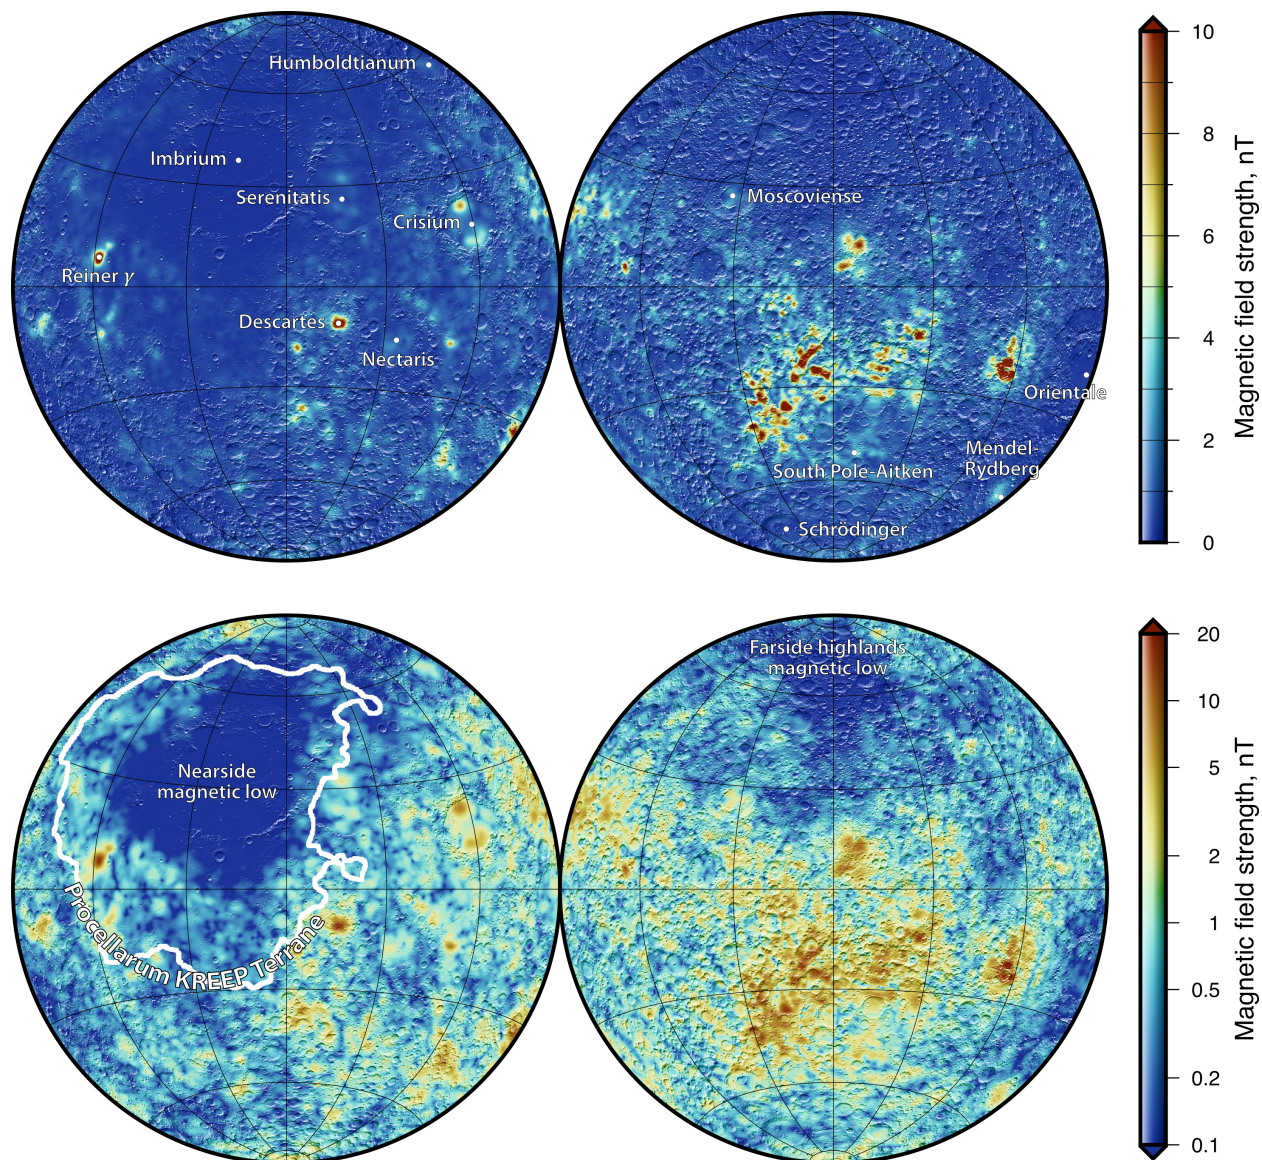 Humboldtianum
Imbrium
Serenitatis
Crisium
Reiner γ
Descartes
Nectaris
Moscoviense
Orientale
Mendel-
Rydberg
South Pole-Aitken
Schrödinger
10
8
6
4
2
0
Magnetic field strength, nT
Nearside
magnetic low
Procellarum KREEP Terrane
Farside highlands
magnetic low
20
10
5
2
1
0.5
0.2
0.1
Magnetic field strength, nT